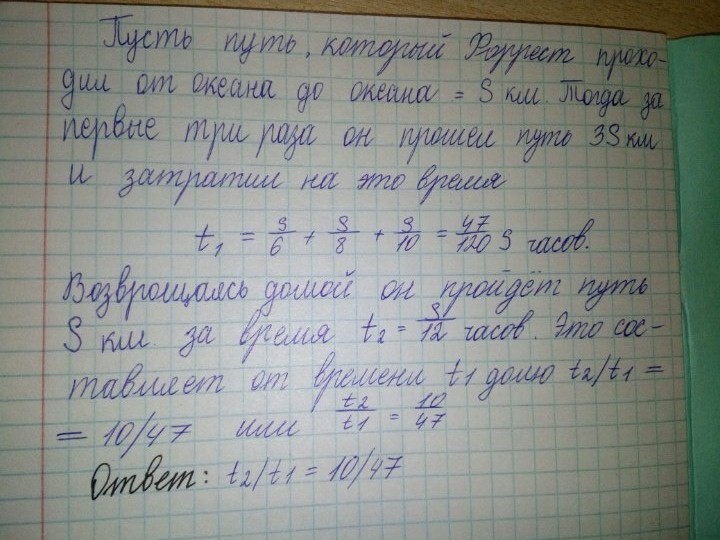 Пусть путь, который Форрест прохо-
дил от океана до океана = S км. Тогда за
первые три раза он прошел путь 3S км
и затратил на это время
t₁ = S/6 + S/8 + S/10 = 47/120 S часов.
Возвращаясь домой он пройдёт путь
S км. за время t₂ = S/12 часов. Это сос-
тавляет от времени t1 долю t₂/t₁ =
= 10/47 или t₂/t₁ = 10/47
Ответ: t₂/t₁ = 10/47